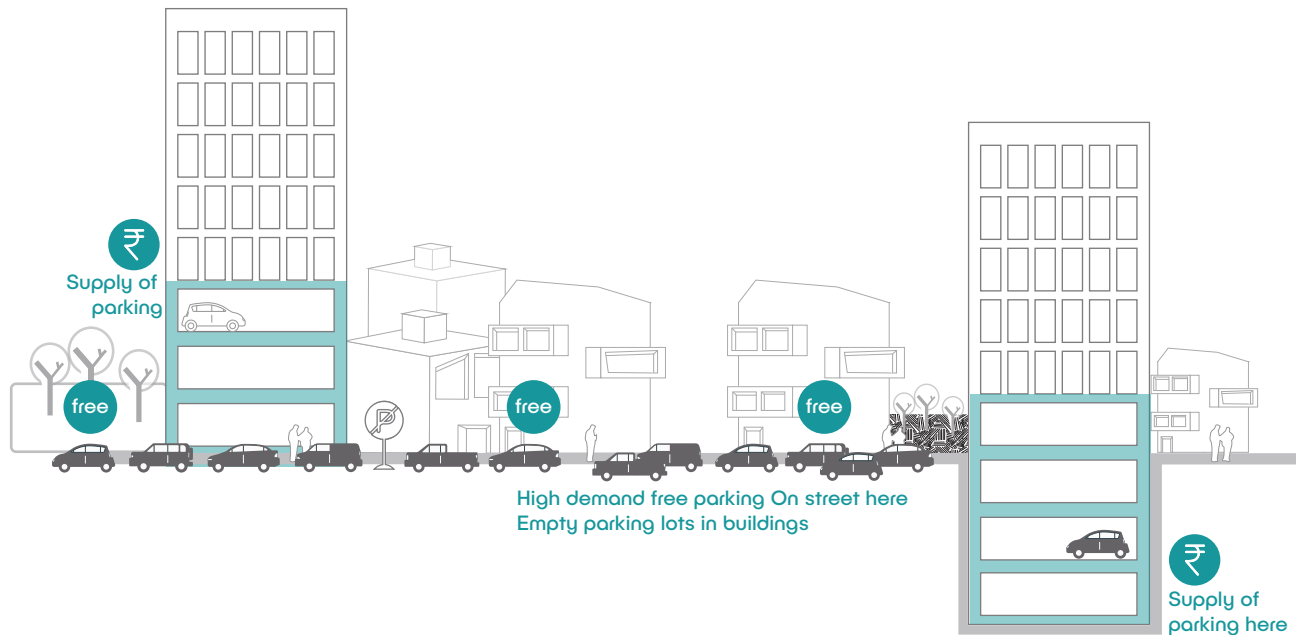 ₹
Supply of
parking
free
P
free
free
High demand free parking On street here
Empty parking lots in buildings
₹
Supply of
parking here